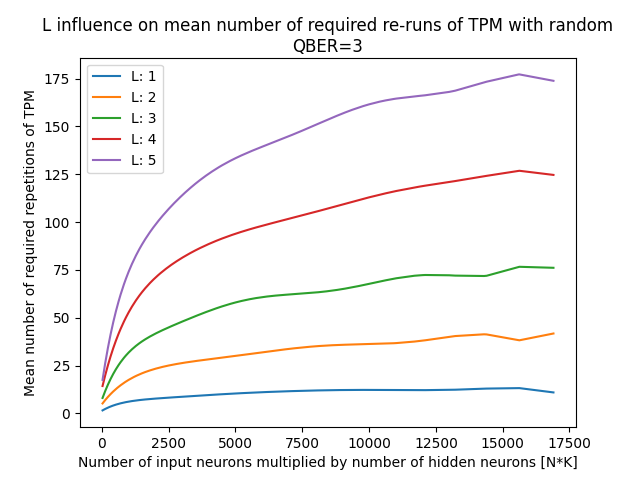 L influence on mean number of required re-runs of TPM with random
QBER=3
Mean number of required repetitions of TPM
175
150
125
100
75
50
25
0
L: 1
L: 2
L: 3
L: 4
L: 5
0 2500 5000 7500 10000 12500 15000 17500
Number of input neurons multiplied by number of hidden neurons [N*K]